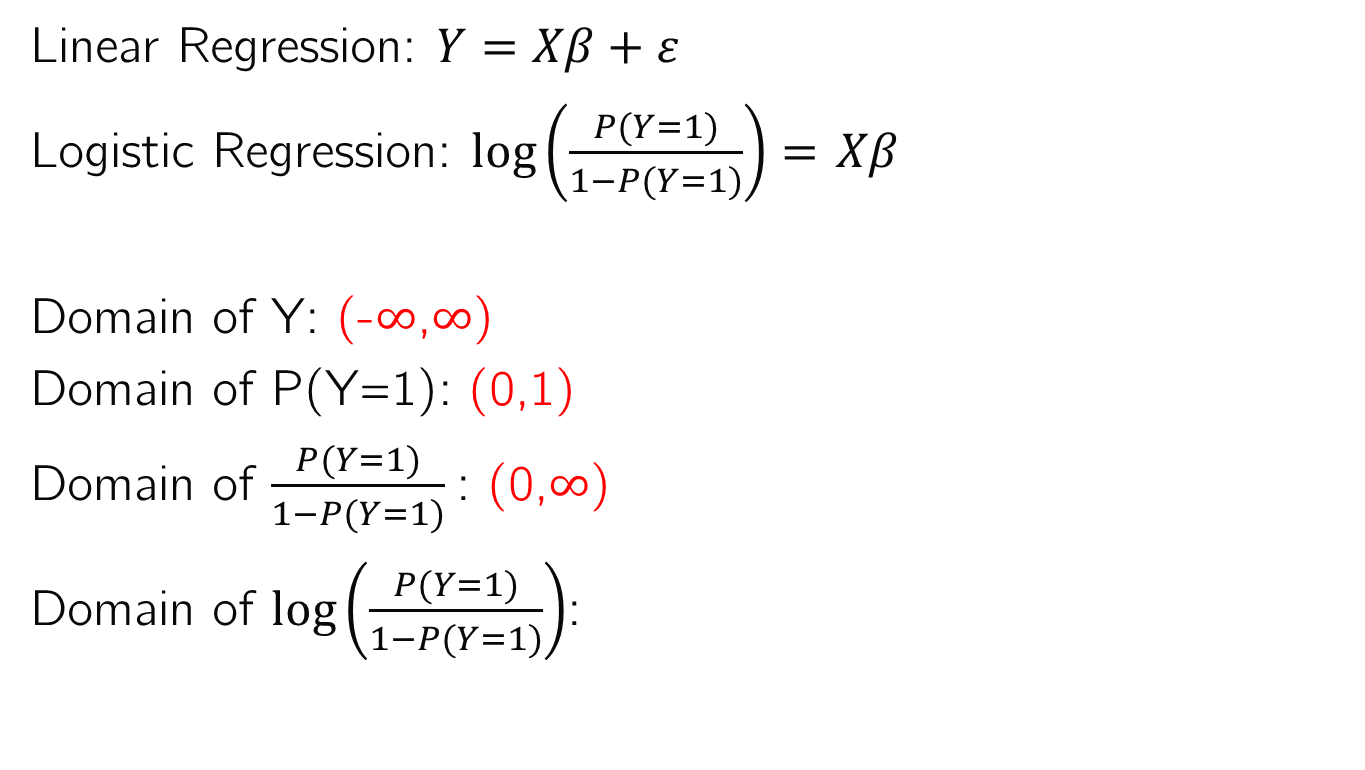 Linear Regression: Y = Xβ + ε
Logistic Regression: log(P(Y=1)/1−P(Y=1)) = Xβ
Domain of Y: (-∞,∞)
Domain of P(Y=1): (0,1)
Domain of P(Y=1)/1−P(Y=1) : (0,∞)
Domain of log(P(Y=1)/1−P(Y=1)):